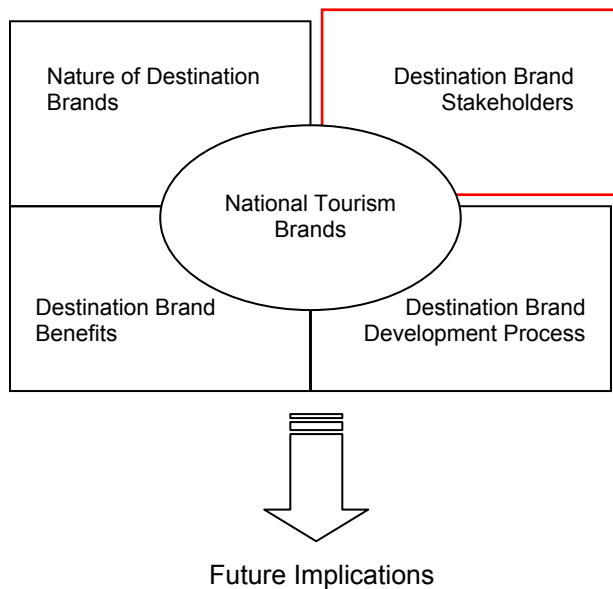 Nature of Destination
Brands
Destination Brand
Stakeholders
National Tourism
Brands
Destination Brand
Benefits
Destination Brand
Development Process
Future Implications